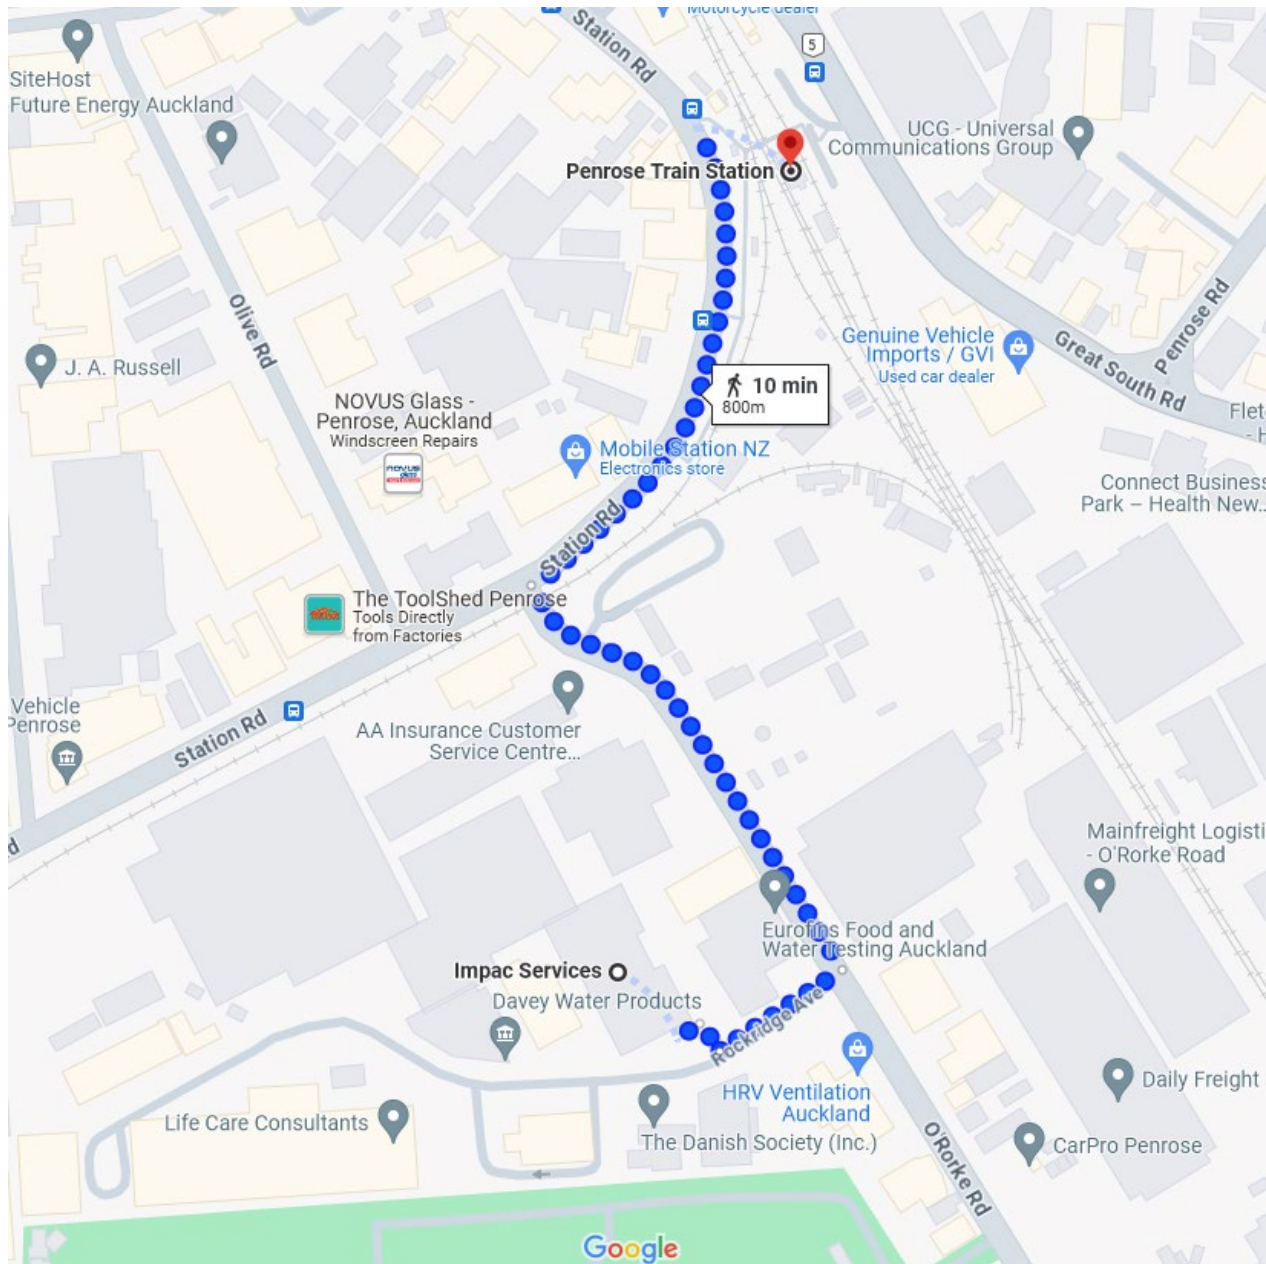 Motorcycle dealer
Station Rd
5
SiteHost
Future Energy Auckland
UCG - Universal
Communications Group
Penrose Train Station
Olive Rd
Penrose Rd
Genuine Vehicle
Imports / GVI
Used car dealer
Great South Rd
J. A. Russell
10 min
800m
NOVUS Glass -
Penrose, Auckland
Windscreen Repairs
NOVUS
Mobile Station NZ
Electronics store
Connect Business
Park – Health New...
Station Rd
The ToolShed Penrose
Tools Directly
from Factories
Vehicle
Penrose
Station Rd
AA Insurance Customer
Service Centre...
Mainfreight Logisti
- O'Rorke Road
Eurofins Food and
Water Testing Auckland
Impac Services
Davey Water Products
Rockridge Ave
HRV Ventilation
Auckland
Daily Freight
Life Care Consultants
The Danish Society (Inc.)
CarPro Penrose
O'Rorke Rd
Google